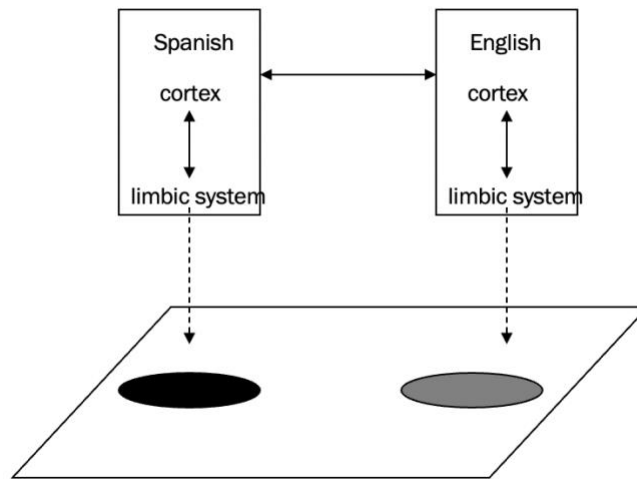 Spanish
cortex
limbic system
English
cortex
limbic system